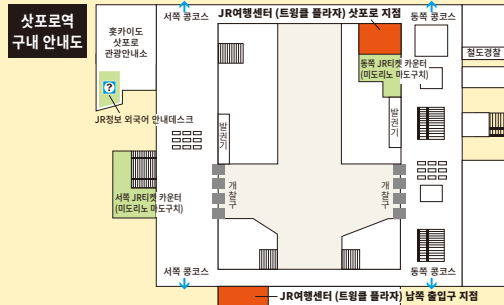 삿포로역
구내 안내도
서쪽 콩코스
JR여행센터 (트윙클 플라자) 삿포로 지점
동쪽 콩코스
홋카이도
삿포로
관광안내소
철도경찰
동쪽 JR티켓 카운터
(미도리노 마도구치)
?
JR정보 외국어 안내데스크
발권기
발권기
개찰구
개찰구
서쪽 JR티켓 카운터
(미도리노 마도구치)
서쪽 콩코스
동쪽 콩코스
JR여행센터 (트윙클 플라자) 남쪽 출입구 지점